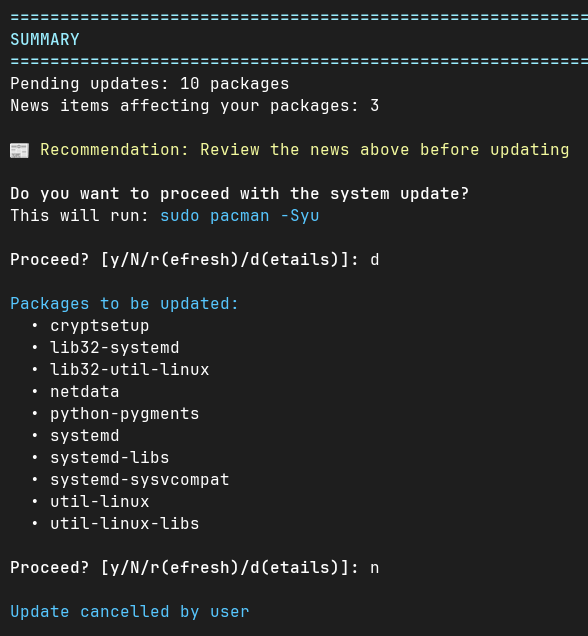 ==========================================================
SUMMARY
==========================================================
Pending updates: 10 packages
News items affecting your packages: 3
📰 Recommendation: Review the news above before updating
Do you want to proceed with the system update?
This will run: sudo pacman -Syu
Proceed? [y/N/r(efresh)/d(etails)]: d
Packages to be updated:
• cryptsetup
• lib32-systemd
• lib32-util-linux
• netdata
• python-pygments
• systemd
• systemd-libs
• systemd-sysvcompat
• util-linux
• util-linux-libs
Proceed? [y/N/r(efresh)/d(etails)]: n
Update cancelled by user